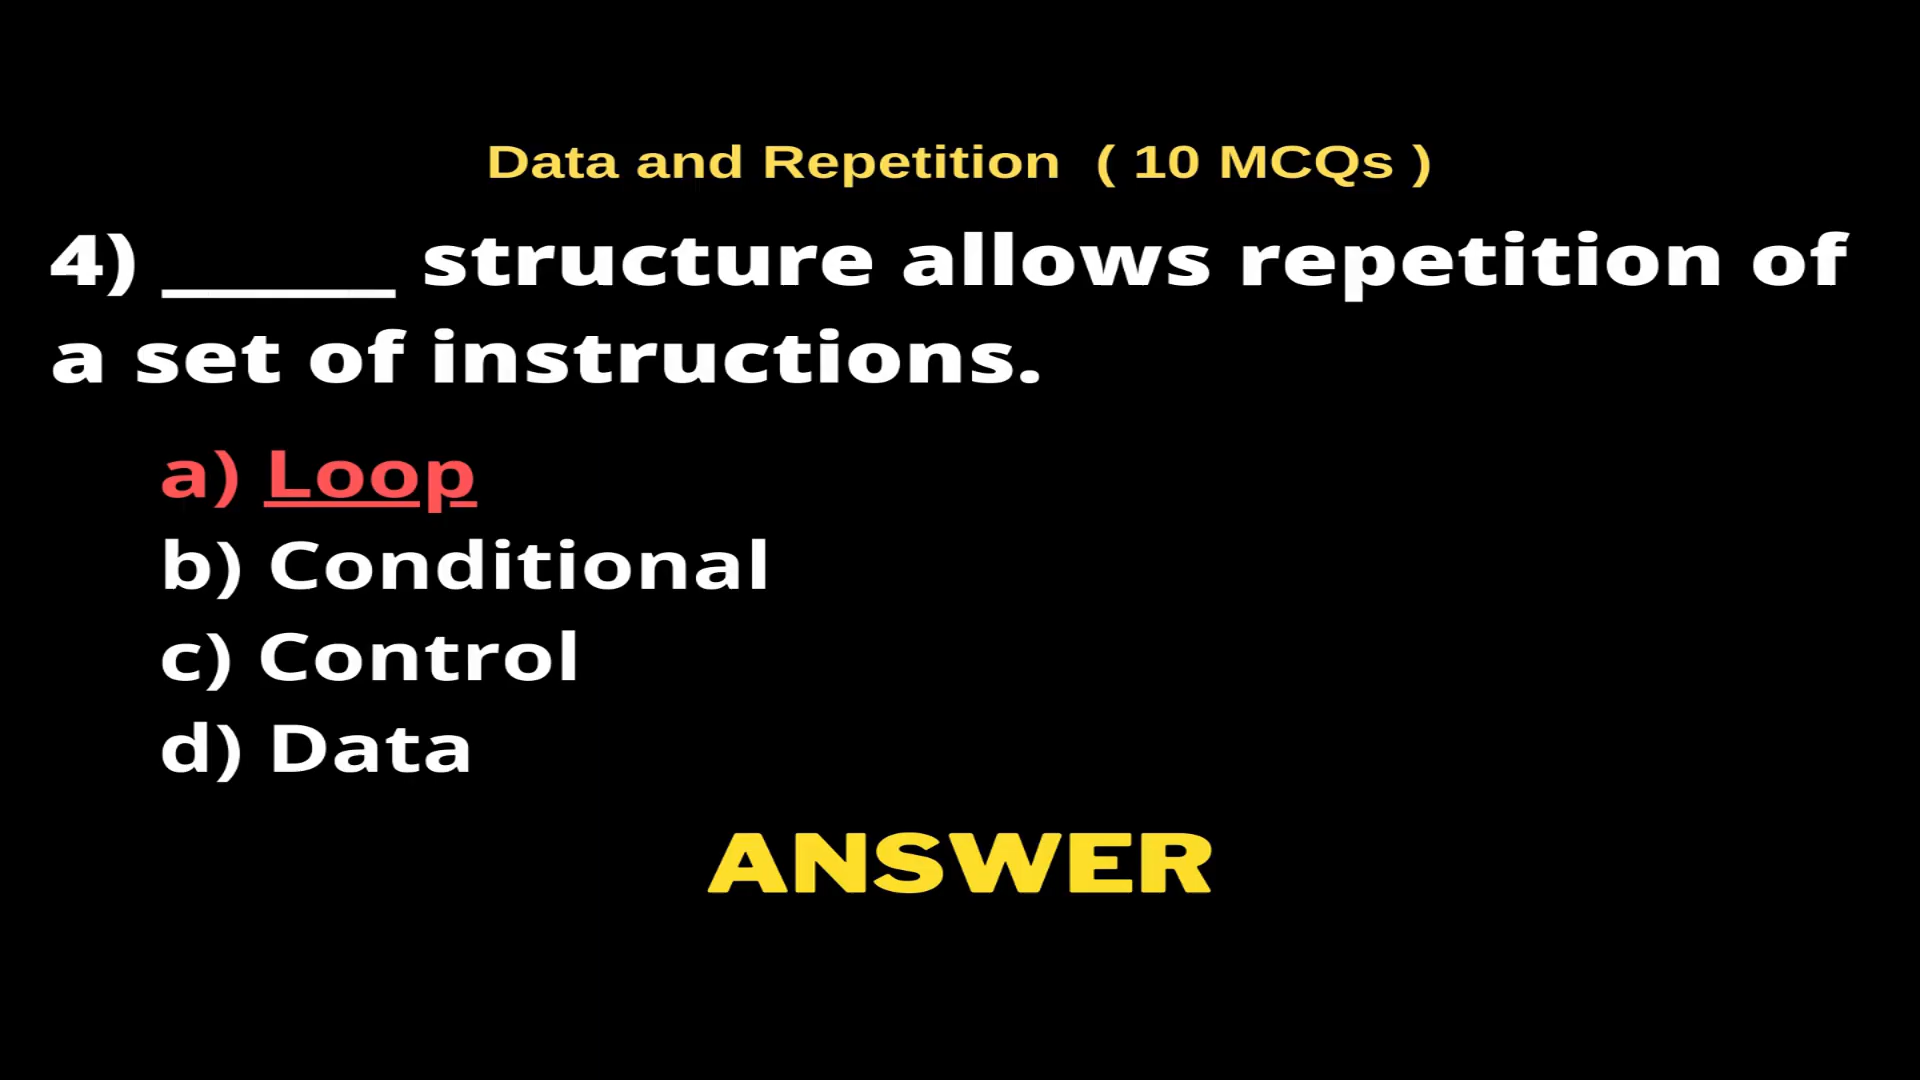 Data and Repetition ( 10 MCQs )
4) ______ structure allows repetition of
a set of instructions.
a) Loop
b) Conditional
c) Control
d) Data
ANSWER